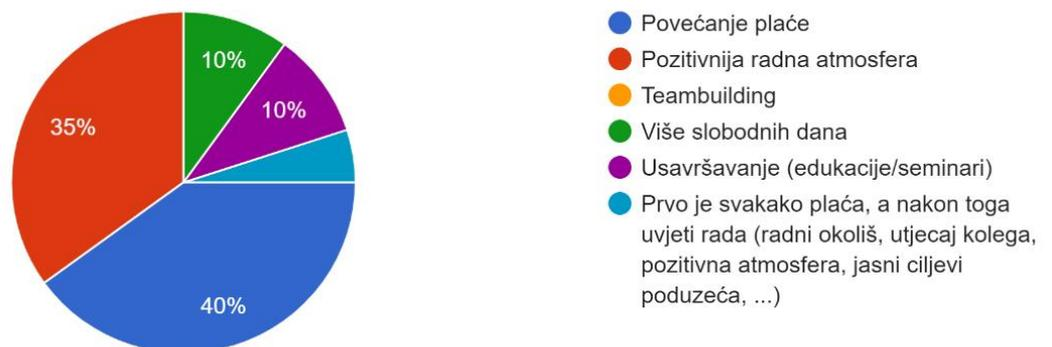 10%
10%
35%
40%
Povećanje plaće
Pozitivnija radna atmosfera
Teambuilding
Više slobodnih dana
Usavršavanje (edukacije/seminari)
Prvo je svakako plaća, a nakon toga
uvjeti rada (radni okoliš, utjecaj kolega,
pozitivna atmosfera, jasni ciljevi
poduzeća, ...)